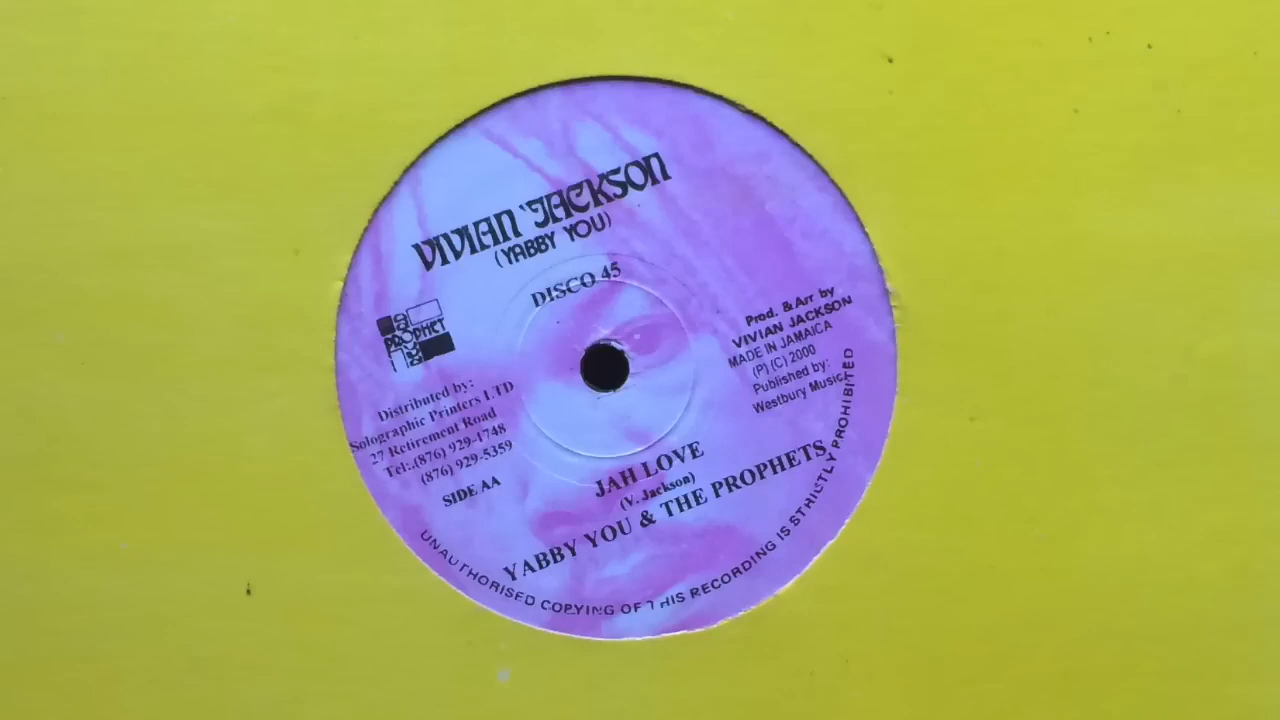 VIVIAN JACKSON
(YABBY YOU)
DISCO 45
PROPHET
Distributed by:
Solographic Printers LTD
27 Retirement Road
Tel:.(876) 929-1748
(876) 929-5359
SIDE AA
Prod. & Arr by
VIVIAN JACKSON
MADE IN JAMAICA
(P) (C) 2000
Published by:
Westbury Music
JAH LOVE
(V. Jackson)
YABBY YOU & THE PROPHETS
UNAUTHORISED COPYING OF THIS RECORDING IS STRICTLY PROHIBITED